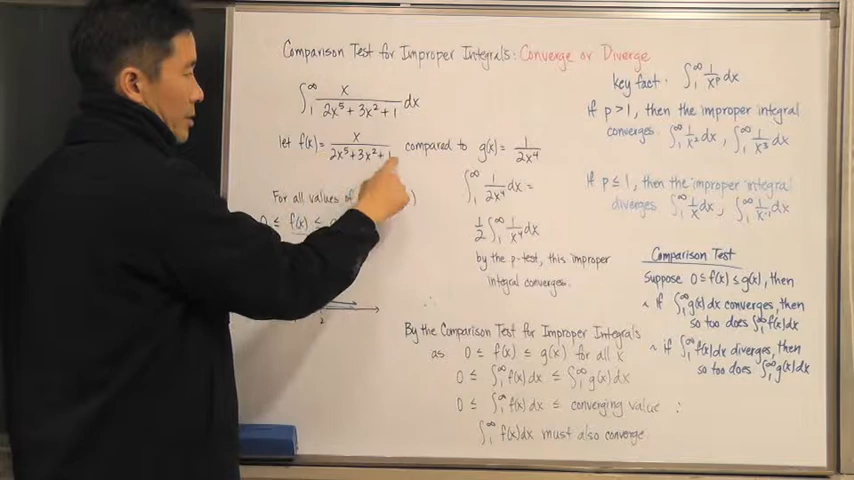 Comparison Test for Improper Integrals: Converge or Diverge
∫₁^∞ x/(2x⁵ + 3x² + 1) dx
let f(x) = x/(2x⁵+3x²+1) compared to g(x) = 1/(2x⁴)
For all values of )
0 ≤ f(x) ≤ g
2
∫₁^∞ 1/(2x⁴) dx =
1/2 ∫₁^∞ 1/x⁴ dx
by the p-test, this improper
integral converges.
∴
By the Comparison Test for Improper Integrals
as 0 ≤ f(x) ≤ g(x) for all x
0 ≤ ∫₁^∞ f(x)dx ≤ ∫₁^∞ g(x)dx
0 ≤ ∫₁^∞ f(x)dx ≤ converging value :
∫₁^∞ f(x)dx must also converge.
key fact. ∫₁^∞ 1/xᵖ dx
If p>1, then the improper integral
converges. ∫₁^∞ 1/x² dx, ∫₁^∞ 1/x³ dx
If p ≤ 1, then the improper integral
diverges ∫₁^∞ 1/x dx, ∫₁^∞ 1/x⁻¹ dx
Comparison Test
Suppose 0 ≤ f(x) ≤ g(x), then
~ if ∫₁^∞ g(x)dx converges, then
so too does ∫₁^∞ f(x)dx
~ if ∫₁^∞ f(x)dx diverges, then
so too does ∫₁^∞ g(x)dx